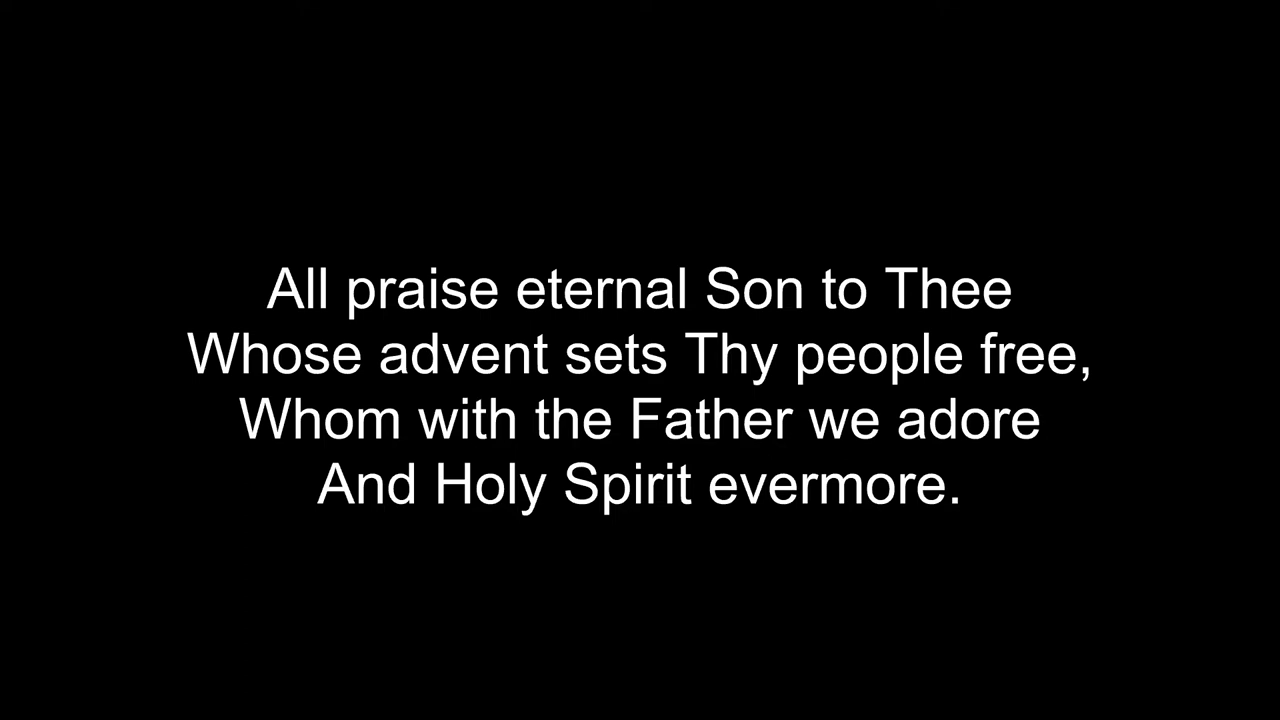 All praise eternal Son to Thee
Whose advent sets Thy people free,
Whom with the Father we adore
And Holy Spirit evermore.